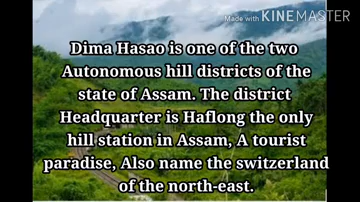 Made with KINEMASTER
Dima Hasao is one of the two
Autonomous hill districts of the
state of Assam. The district
Headquarter is Haflong the only
hill station in Assam, A tourist
paradise, Also name the switzerland
of the north-east.